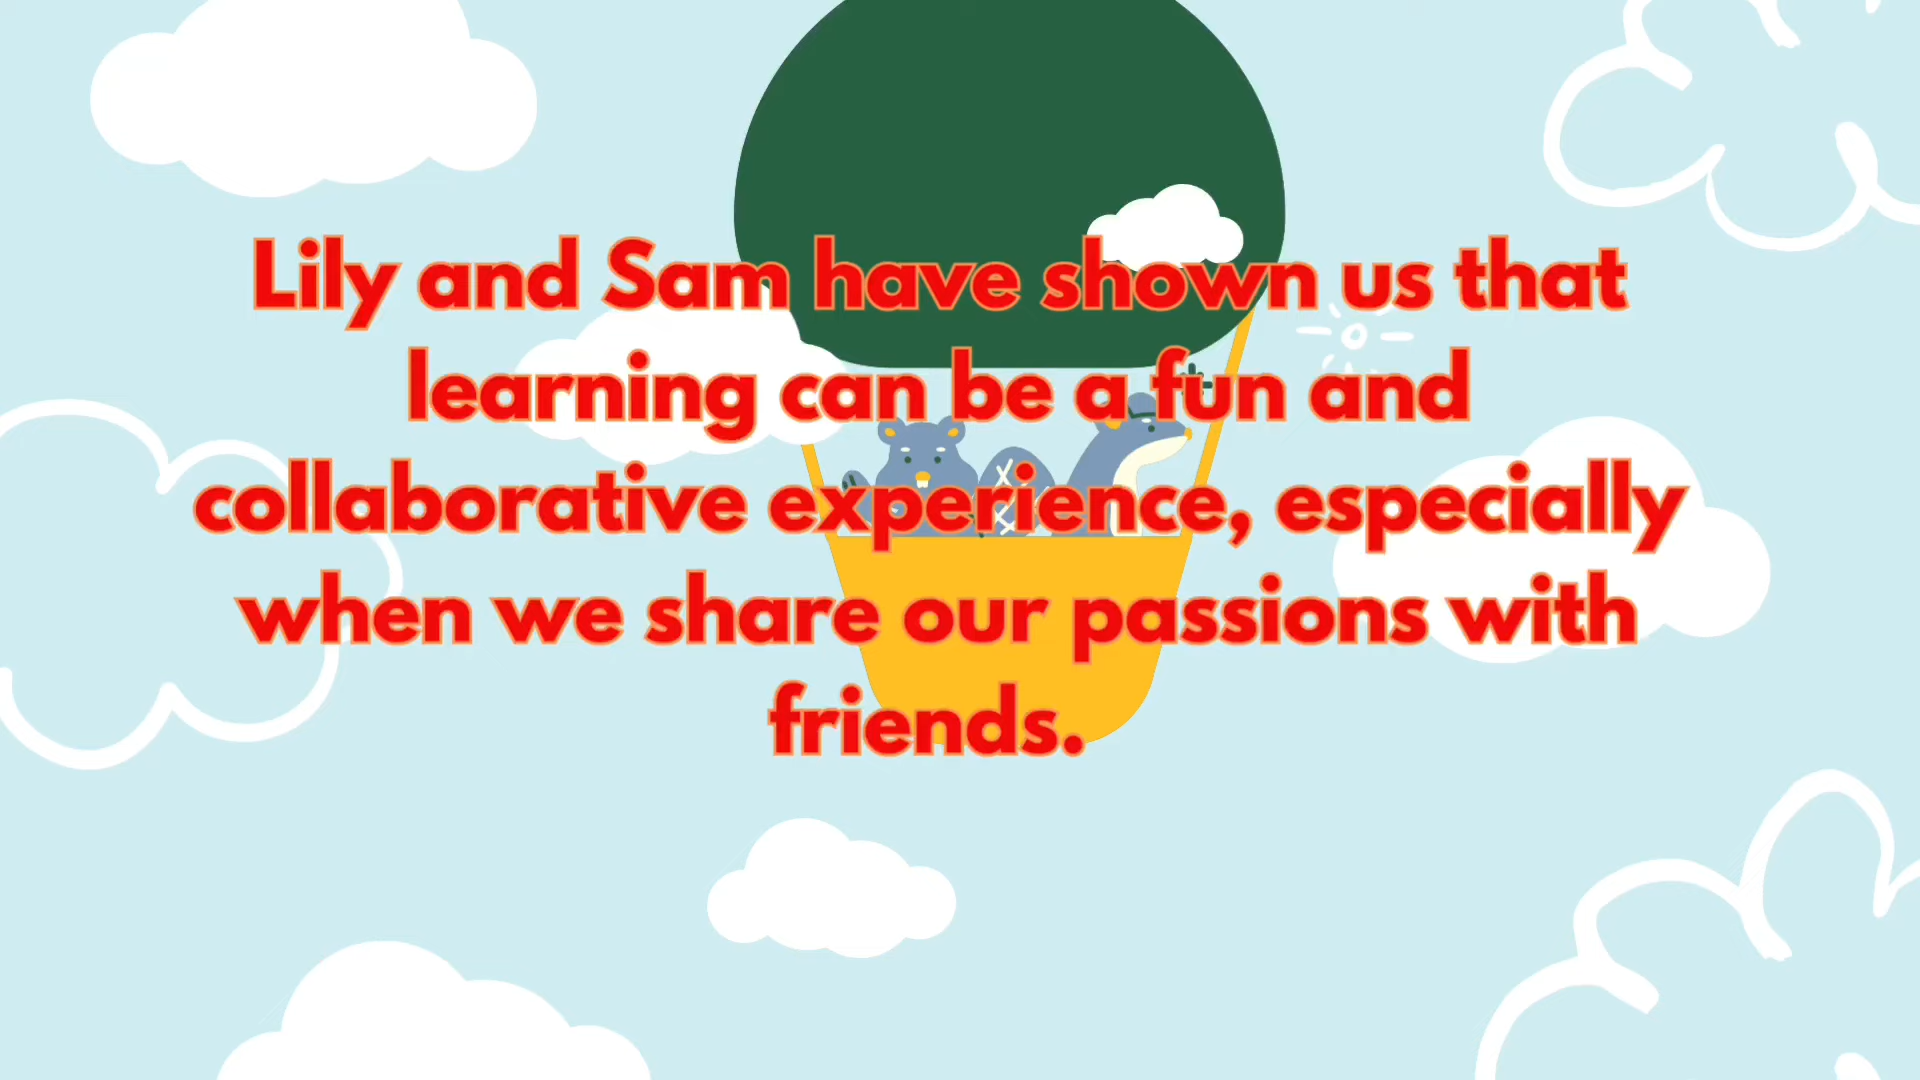 Lily and Sam have shown us that
learning can be a fun and
collaborative experience, especially
when we share our passions with
friends.